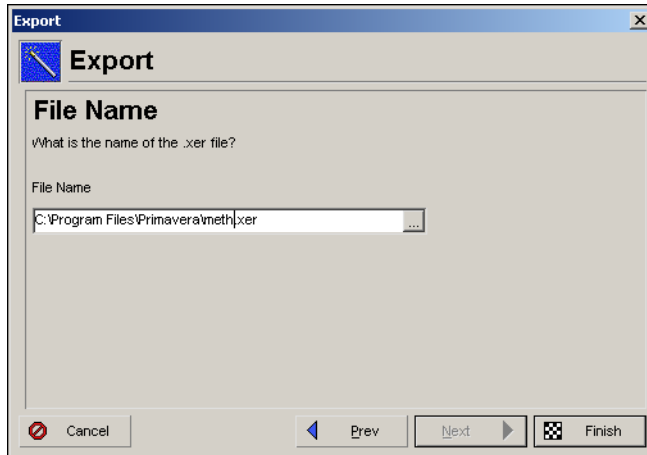 Export
Export
File Name
What is the name of the .xer file?
File Name
C:\Program Files\Primavera\meth.xer
...
Cancel
Prev
Next
Finish